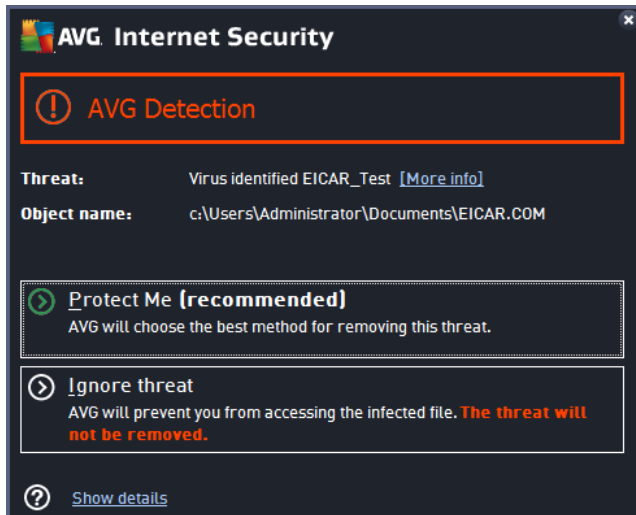 AVG Internet Security
AVG Detection
Threat: Virus identified EICAR_Test [More info]
Object name: c:\Users\Administrator\Documents\EICAR.COM
Protect Me (recommended)
AVG will choose the best method for removing this threat.
Ignore threat
AVG will prevent you from accessing the infected file. The threat will
not be removed.
Show details